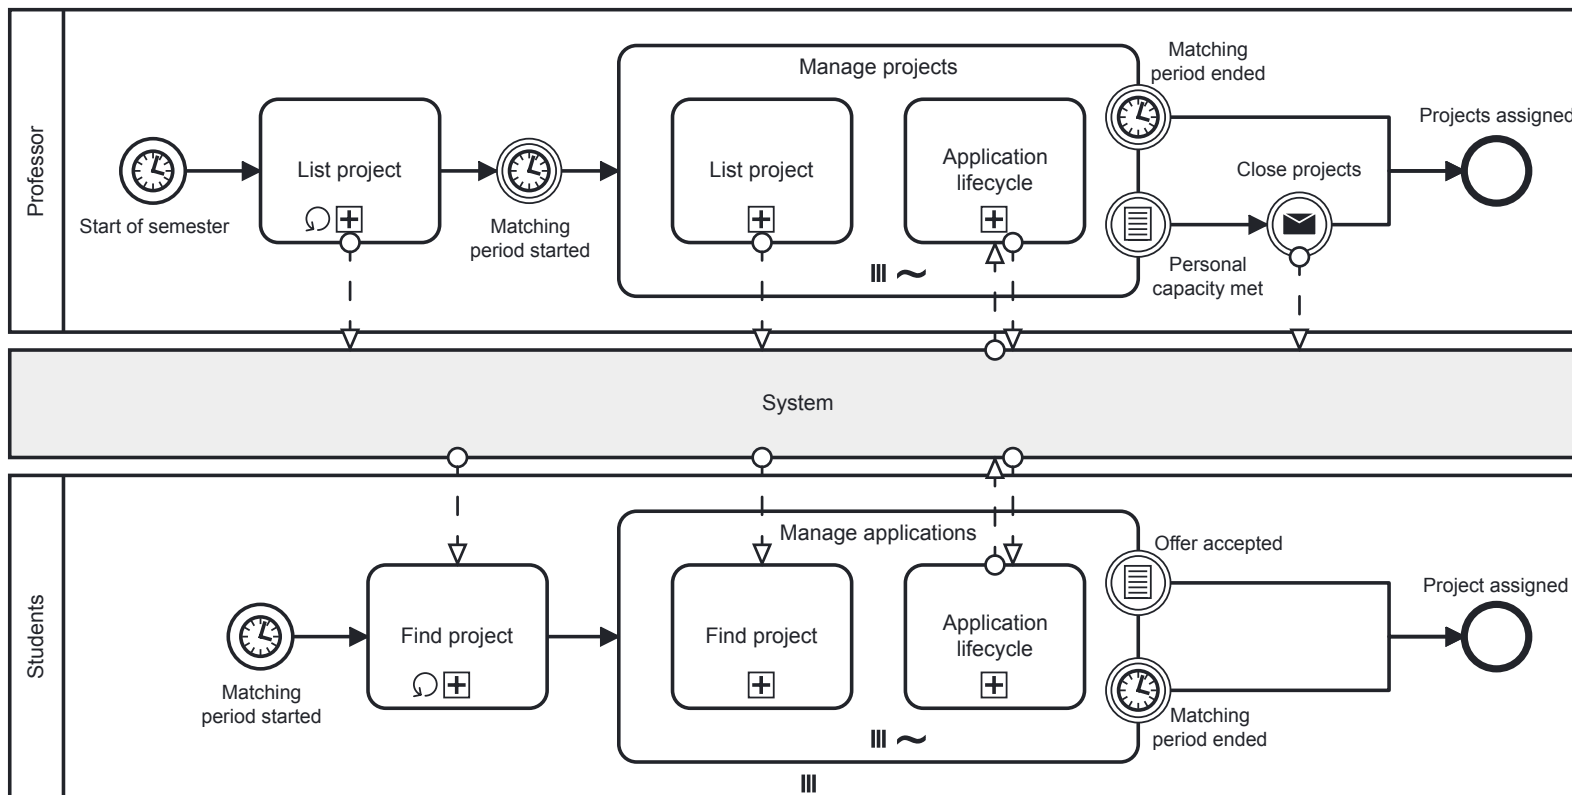 Professor
Start of semester
List project
Matching
period started
Manage projects
List project
Application
lifecycle
Matching
period ended
Personal
capacity met
Close projects
Projects assigned
System
Students
Matching
period started
Find project
Manage applications
Find project
Application
lifecycle
Offer accepted
Matching
period ended
Project assigned